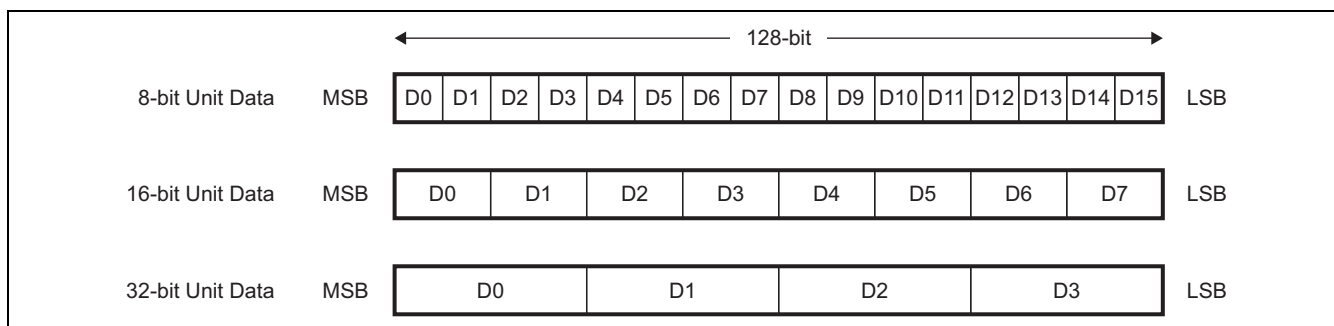 128-bit
8-bit Unit Data MSB D0 D1 D2 D3 D4 D5 D6 D7 D8 D9 D10 D11 D12 D13 D14 D15 LSB
16-bit Unit Data MSB D0 D1 D2 D3 D4 D5 D6 D7 LSB
32-bit Unit Data MSB D0 D1 D2 D3 LSB